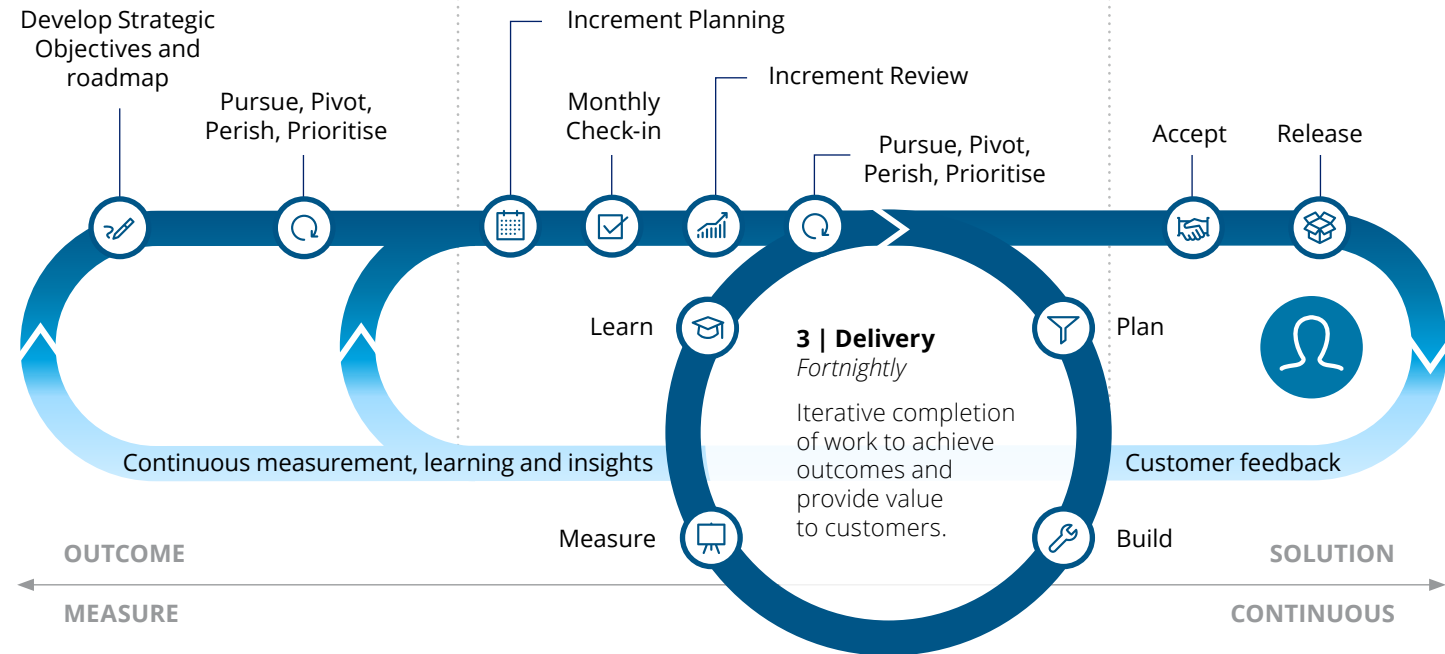 Develop Strategic
Objectives and
roadmap
Pursue, Pivot,
Perish, Prioritise
Increment Planning
Monthly
Check-in
Increment Review
Pursue, Pivot,
Perish, Prioritise
Accept
Release
Learn
Plan
3 | Delivery
Fortnightly
Iterative completion
of work to achieve
outcomes and
provide value
to customers.
Continuous measurement, learning and insights
Customer feedback
Measure
Build
OUTCOME
SOLUTION
MEASURE
CONTINUOUS